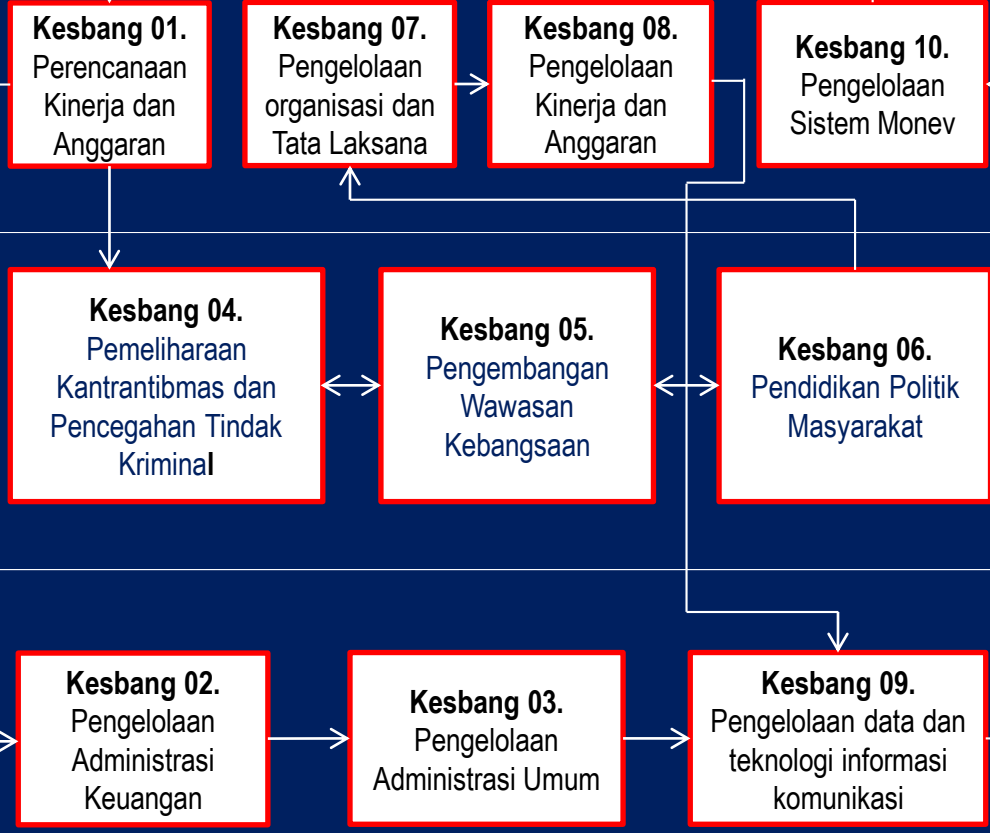 Kesbang 01.
Perencanaan
Kinerja dan
Anggaran
Kesbang 07.
Pengelolaan
organisasi dan
Tata Laksana
Kesbang 08.
Pengelolaan
Kinerja dan
Anggaran
Kesbang 10.
Pengelolaan
Sistem Monev
Kesbang 04.
Pemeliharaan
Kantrantibmas dan
Pencegahan Tindak
Kriminal
Kesbang 05.
Pengembangan
Wawasan
Kebangsaan
Kesbang 06.
Pendidikan Politik
Masyarakat
Kesbang 02.
Pengelolaan
Administrasi
Keuangan
Kesbang 03.
Pengelolaan
Administrasi Umum
Kesbang 09.
Pengelolaan data dan
teknologi informasi
komunikasi